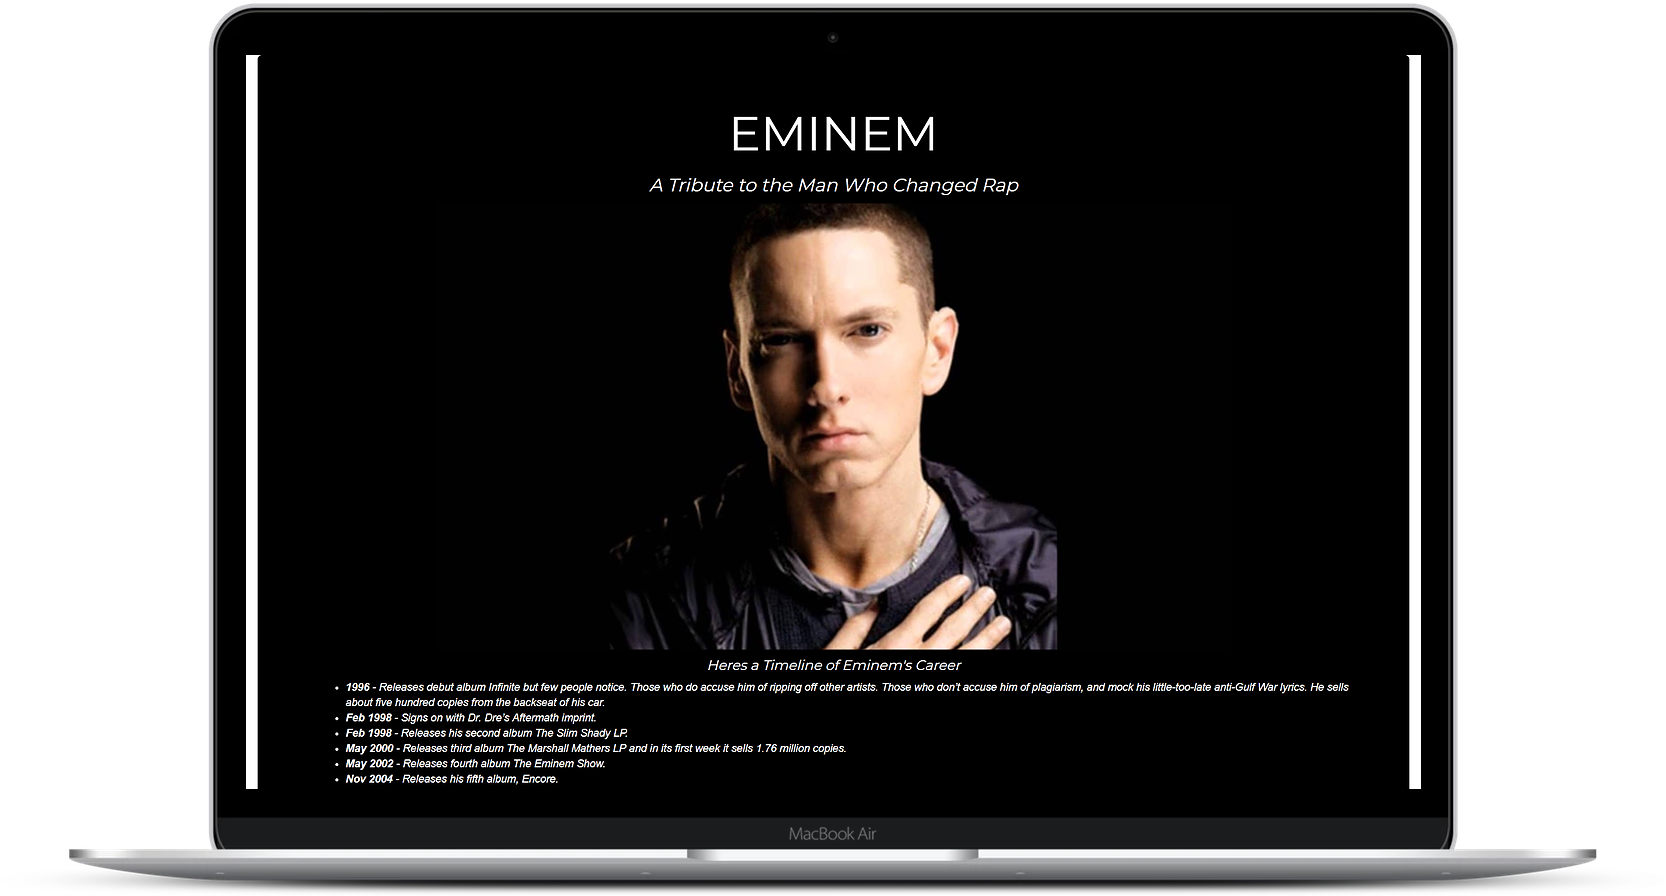 EMINEM
A Tribute to the Man Who Changed Rap
Heres a Timeline of Eminem's Career
• 1996 - Releases debut album Infinite but few people notice. Those who do accuse him of ripping off other artists. Those who don't accuse him of plagiarism, and mock his little-too-late anti-Gulf War lyrics. He sells
about five hundred copies from the backseat of his car.
• Feb 1998 - Signs on with Dr. Dre's Aftermath imprint.
• Feb 1998 - Releases his second album The Slim Shady LP.
• May 2000 - Releases third album The Marshall Mathers LP and in its first week it sells 1.76 million copies.
• May 2002 - Releases fourth album The Eminem Show.
• Nov 2004 - Releases his fifth album, Encore.
MacBook Air